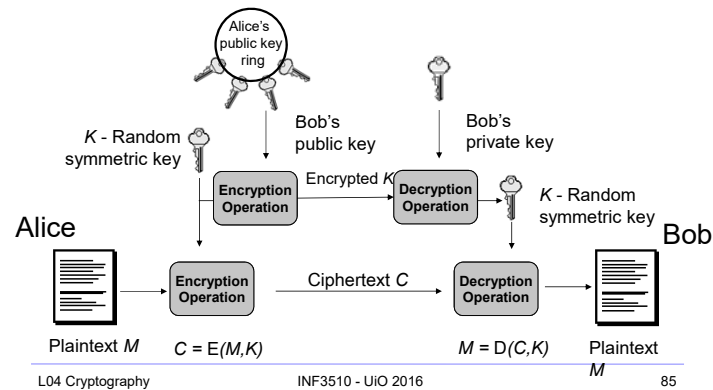 Alice's
public key
ring
Bob's
public key
Bob's
private key
K - Random
symmetric key
Encryption
Operation
Encrypted K
Decryption
Operation
K - Random
symmetric key
Alice
Bob
Encryption
Operation
Ciphertext C
Decryption
Operation
Plaintext M
C = E(M,K)
M = D(C,K)
Plaintext
M
L04 Cryptography
INF3510 - UiO 2016
85